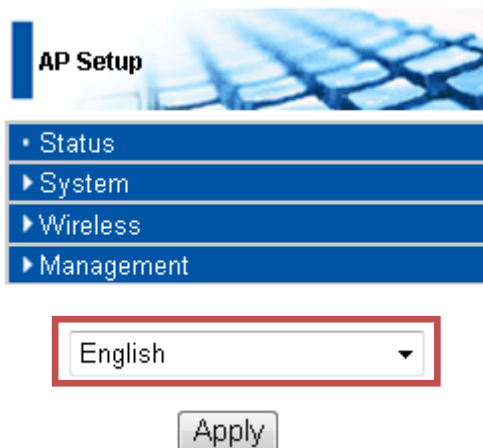 AP Setup
Status
System
Wireless
Management
English
Apply